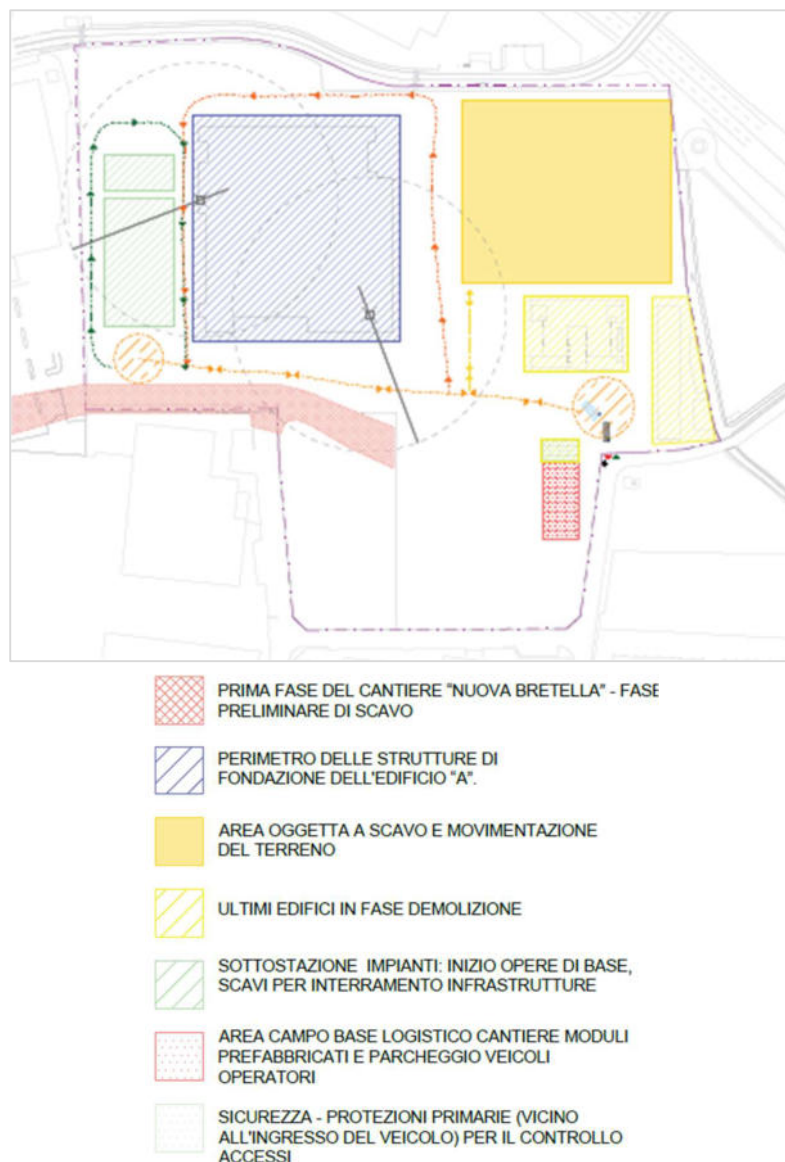 PRIMA FASE DEL CANTIERE "NUOVA BRETELLA" - FASE
PRELIMINARE DI SCAVO
PERIMETRO DELLE STRUTTURE DI
FONDAZIONE DELL'EDIFICIO "A".
AREA OGGETTA A SCAVO E MOVIMENTAZIONE
DEL TERRENO
ULTIMI EDIFICI IN FASE DEMOLIZIONE
SOTTOSTAZIONE IMPIANTI: INIZIO OPERE DI BASE,
SCAVI PER INTERRAMENTO INFRASTRUTTURE
AREA CAMPO BASE LOGISTICO CANTIERE MODULI
PREFABBRICATI E PARCHEGGIO VEICOLI
OPERATORI
SICUREZZA - PROTEZIONI PRIMARIE (VICINO
ALL'INGRESSO DEL VEICOLO) PER IL CONTROLLO
ACCESSI